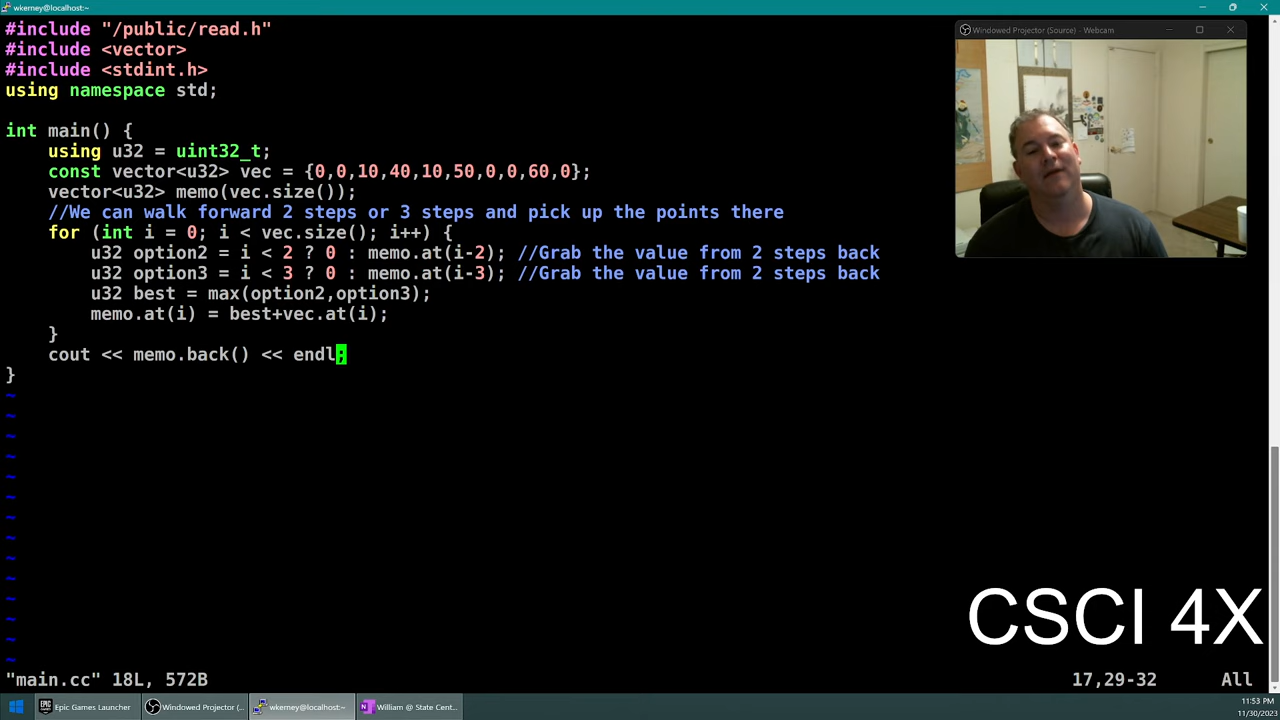 wkerney@localhost:~
#include "/public/read.h"
#include <vector>
#include <stdint.h>
using namespace std;
int main() {
    using u32 = uint32_t;
    const vector<u32> vec = {0,0,10,40,10,50,0,0,60,0};
    vector<u32> memo(vec.size());
    //We can walk forward 2 steps or 3 steps and pick up the points there
    for (int i = 0; i < vec.size(); i++) {
        u32 option2 = i < 2 ? 0 : memo.at(i-2); //Grab the value from 2 steps back
        u32 option3 = i < 3 ? 0 : memo.at(i-3); //Grab the value from 2 steps back
        u32 best = max(option2,option3);
        memo.at(i) = best+vec.at(i);
    }
    cout << memo.back() << endl;
}
~
~
~
~
~
~
~
~
~
~
~
~
~
~
"main.cc" 18L, 572B 17,29-32 All
Windowed Projector (Source) - Webcam
CSCI 4X
Epic Games Launcher
Windowed Projector (...
wkerney@localhost:~
William @ State Cent...
11:53 PM
11/30/2023